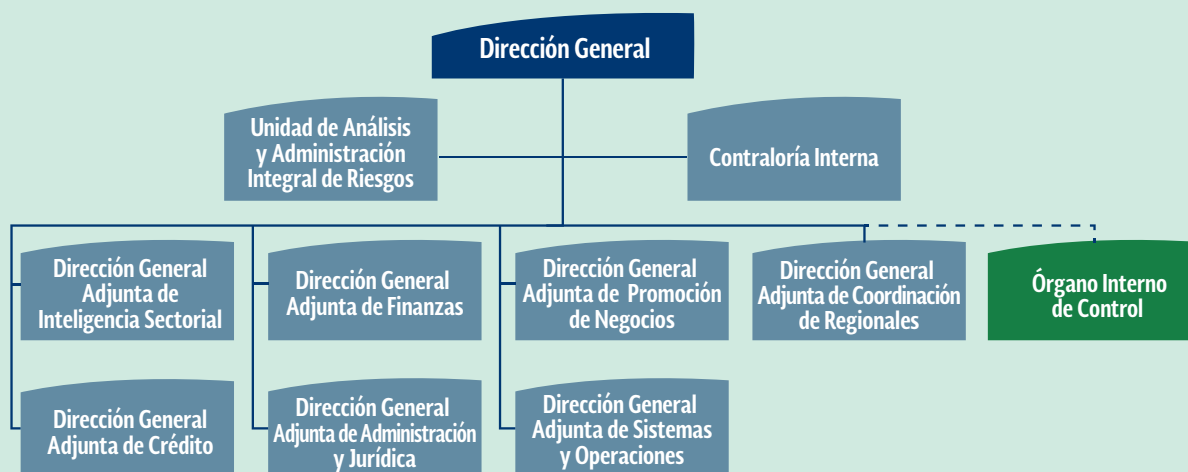 Dirección General
Unidad de Análisis
y Administración
Integral de Riesgos
Contraloría Interna
Dirección General
Adjunta de
Inteligencia Sectorial
Dirección General
Adjunta de Finanzas
Dirección General
Adjunta de Promoción
de Negocios
Dirección General
Adjunta de Coordinación
de Regionales
Órgano Interno
de Control
Dirección General
Adjunta de Crédito
Dirección General
Adjunta de Administración
y Jurídica
Dirección General
Adjunta de Sistemas
y Operaciones